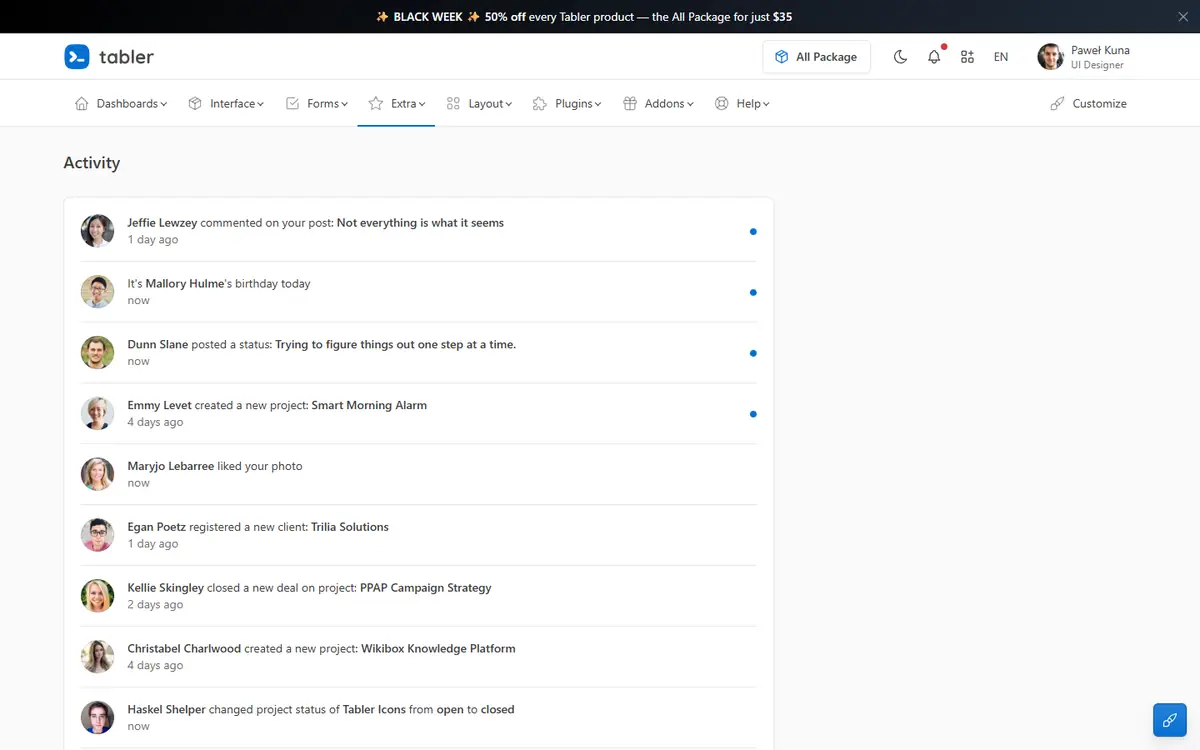 ✨ BLACK WEEK ✨ 50% off every Tabler product — the All Package for just $35
tabler
All Package
EN
Paweł Kuna
UI Designer
Dashboards
Interface
Forms
Extra
Layout
Plugins
Addons
Help
Customize
Activity
Jeffie Lewzey commented on your post: Not everything is what it seems
1 day ago
It's Mallory Hulme's birthday today
now
Dunn Slane posted a status: Trying to figure things out one step at a time.
now
Emmy Levet created a new project: Smart Morning Alarm
4 days ago
Maryjo Lebarree liked your photo
now
Egan Poetz registered a new client: Trilia Solutions
1 day ago
Kellie Skingley closed a new deal on project: PPAP Campaign Strategy
2 days ago
Christabel Charlwood created a new project: Wikibox Knowledge Platform
4 days ago
Haskel Shelper changed project status of Tabler Icons from open to closed
now